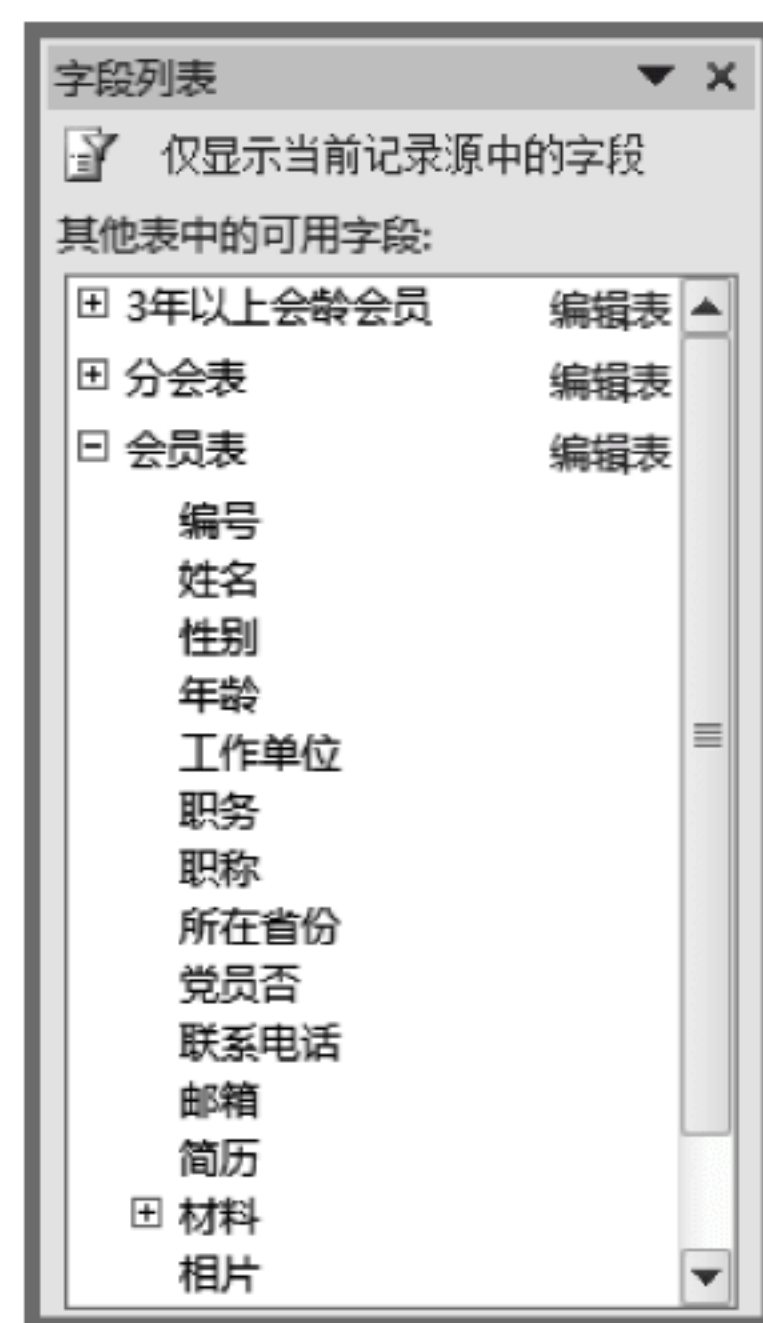 字段列表
仅显示当前记录源中的字段
其他表中的可用字段:
3年以上会龄会员 编辑表
分会表 编辑表
会员表 编辑表
编号
姓名
性别
年龄
工作单位
职务
职称
所在省份
党员否
联系电话
邮箱
简历
材料
相片